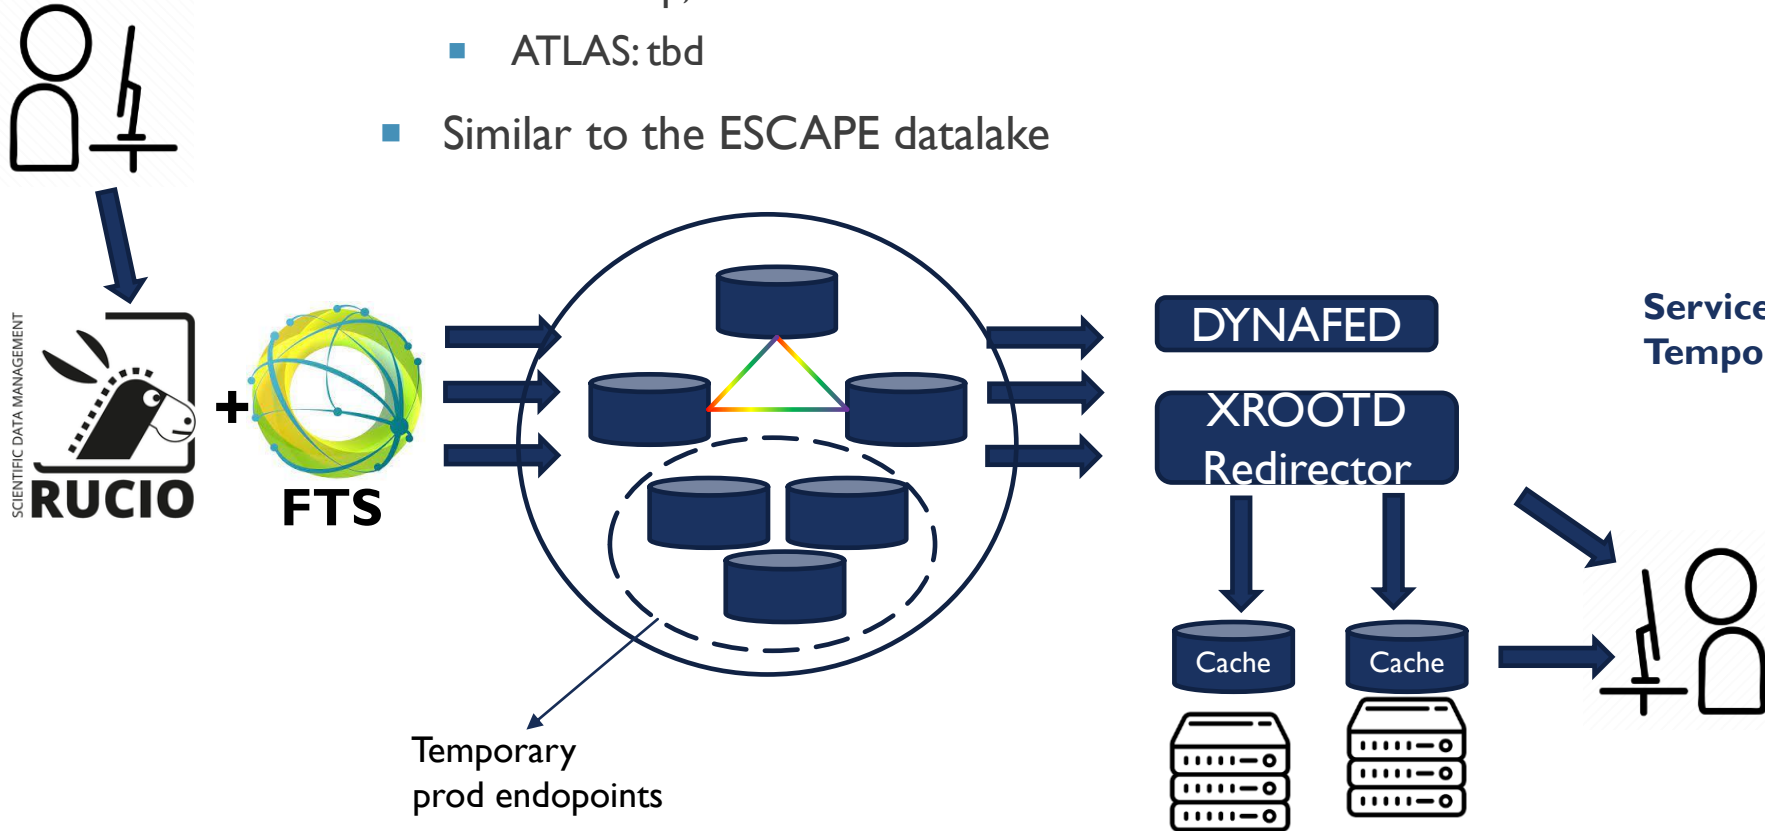 ATLAS: tbd
Similar to the ESCAPE datalake
SCIENTIFIC DATA MANAGEMENT
RUCIO
+
FTS
DYNAFED
XROOTD
Redirector
Service
Tempo
Cache
Cache
Temporary
prod endopoints